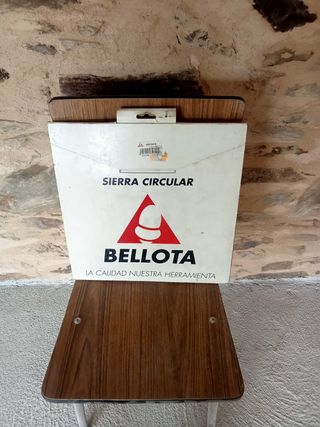 SIERRA CIRCULAR
BELLOTA
LA CALIDAD NUESTRA HERRAMIENTA